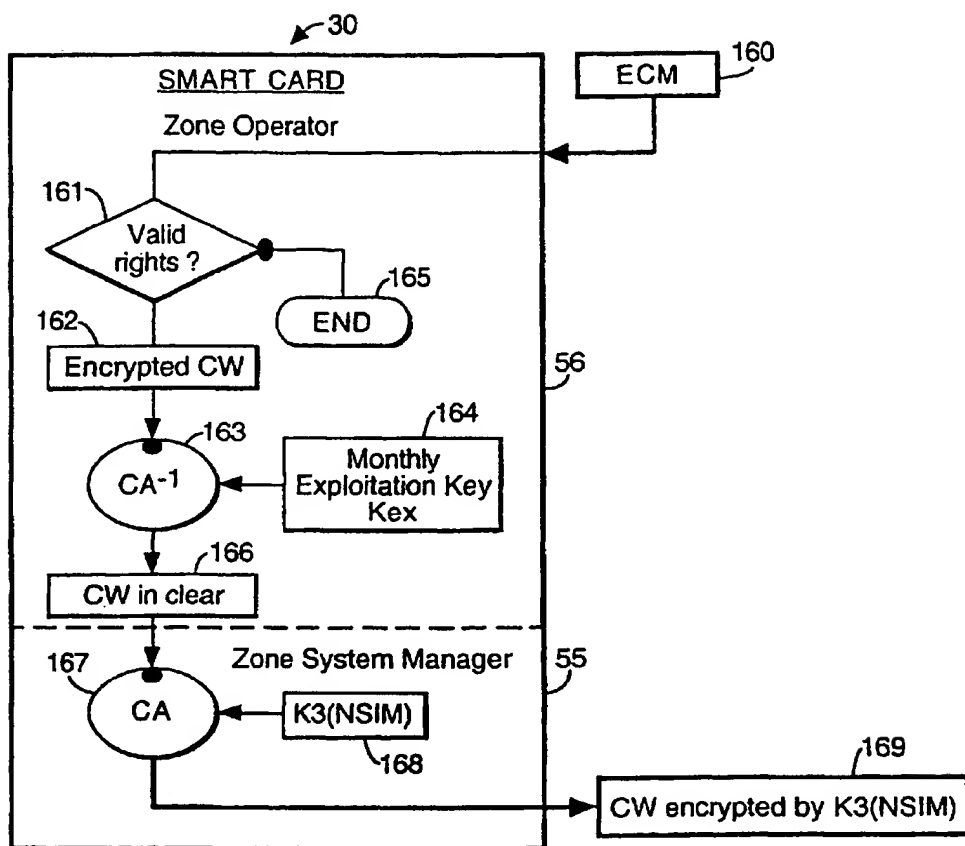 30
SMART CARD
ECM
160
Zone Operator
161
Valid
rights ?
165
END
162
Encrypted CW
56
163
164
CA-1
Monthly
Exploitation Key
Kex
166
CW in clear
Zone System Manager
55
167
CA
K3(NSIM)
168
169
CW encrypted by K3(NSIM)